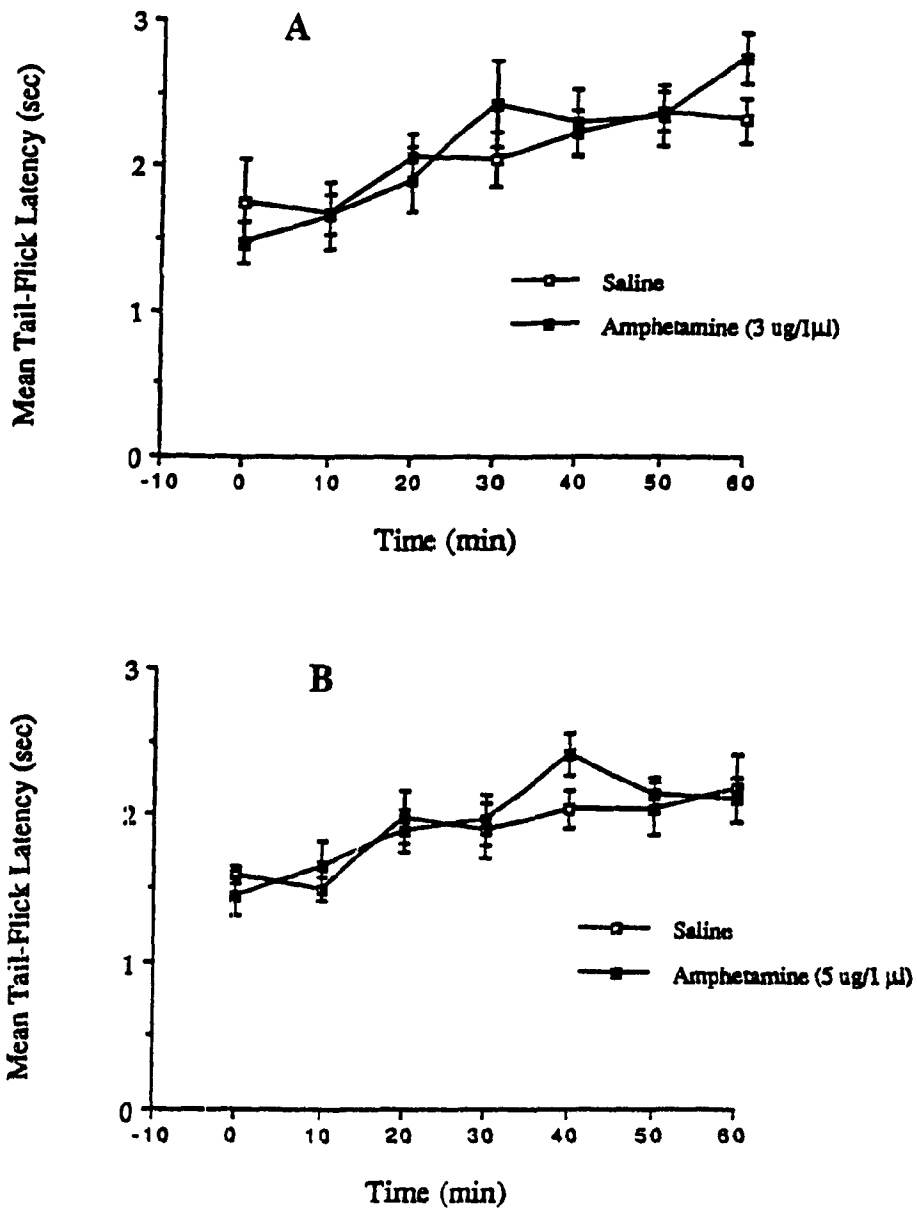 A
Mean Tail-Flick Latency (sec)
3
2
1
0
Saline
Amphetamine (3 ug/1µl)
-10 0 10 20 30 40 50 60
Time (min)
B
Mean Tail-Flick Latency (sec)
3
2
1
0
Saline
Amphetamine (5 ug/1 µl)
-10 0 10 20 30 40 50 60
Time (min)